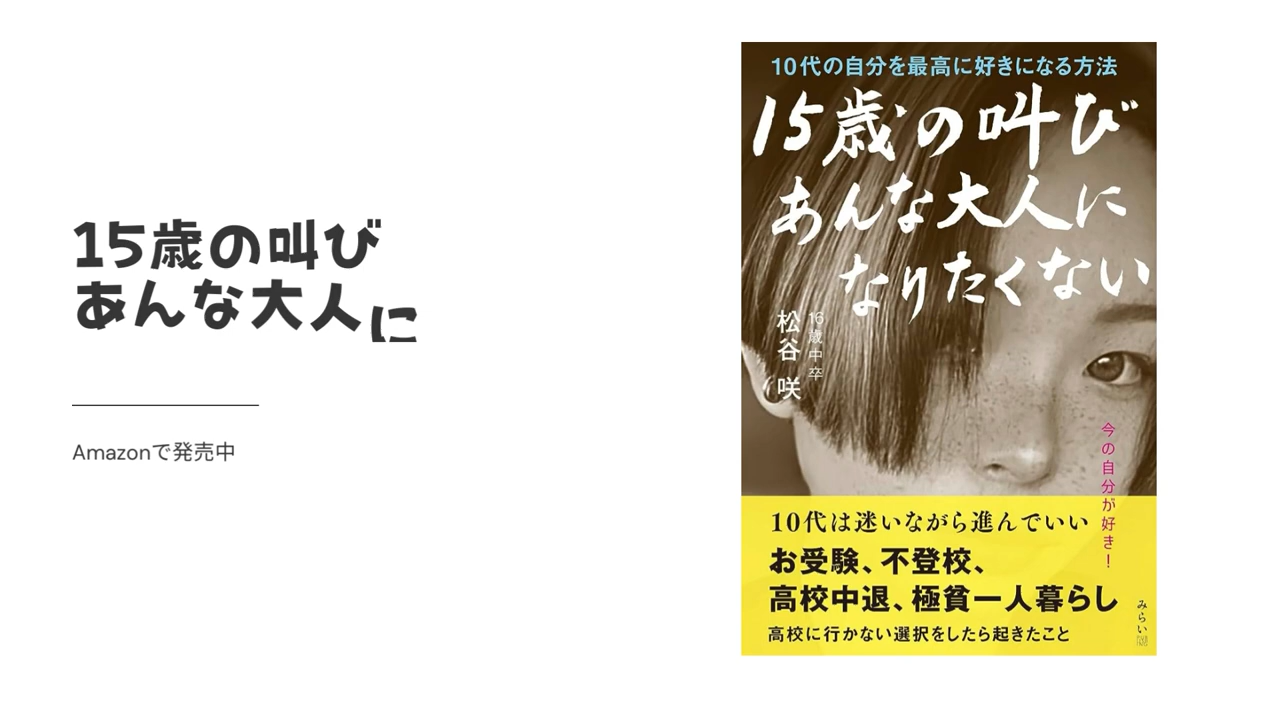 15歳の叫び
あんな大人に
Amazonで発売中
10代の自分を最高に好きになる方法
15歳の叫び
あんな大人に
なりたくない
16歳中卒
松谷 咲
今の自分が好き!
10代は迷いながら進んでいい
お受験、不登校、
高校中退、極貧一人暮らし
高校に行かない選択をしたら起きたこと
みらい